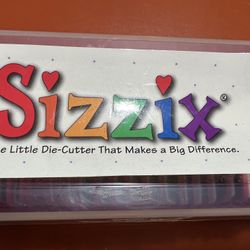 Sizzix®
e Little Die-Cutter That Makes a Big Difference.